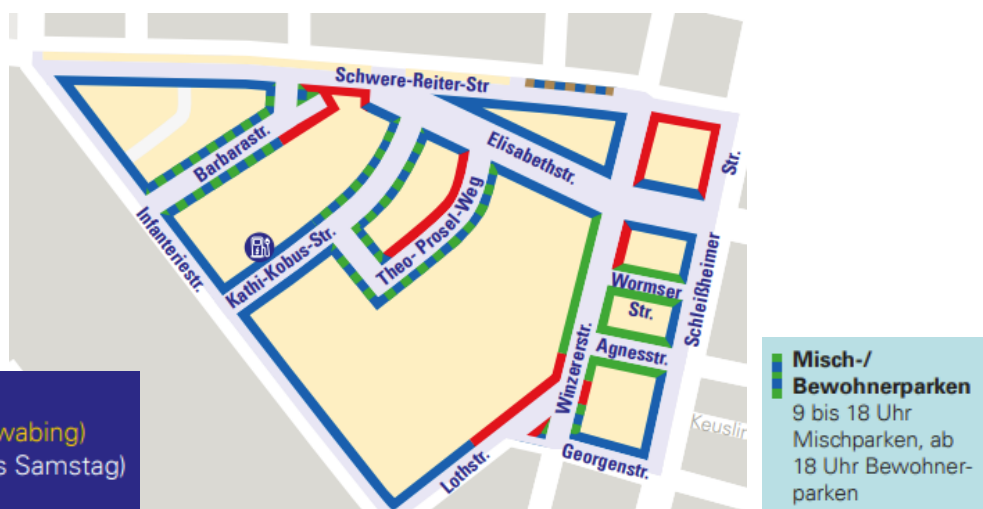 Schwere-Reiter-Str
Elisabethstr.
Str.
Barbarastr.
Infanteriestr.
Kathi-Kobus-Str.
Theo- Prosel-Weg
Wormser
Str.
Schleißheimer
Agnesstr.
Winzererstr.
Georgenstr.
Lothstr.
Keuslin
wabing)
s Samstag)
Misch-/
Bewohnerparken
9 bis 18 Uhr
Mischparken, ab
18 Uhr Bewohner-
parken